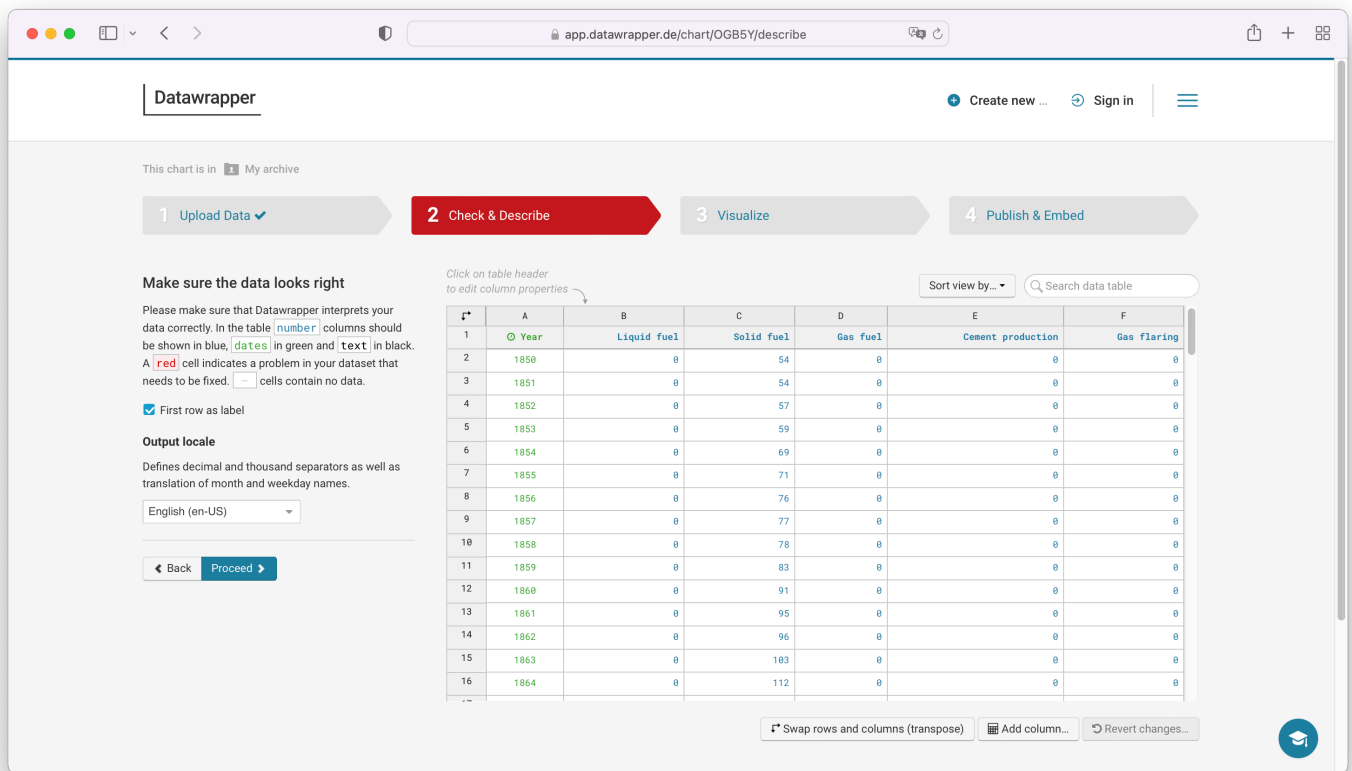 app.datawrapper.de/chart/OGB5Y/describe
Datawrapper
Create new ...
Sign in
This chart is in My archive
1 Upload Data
2 Check & Describe
3 Visualize
4 Publish & Embed
Make sure the data looks right
Please make sure that Datawrapper interprets your
data correctly. In the table number columns should
be shown in blue, dates in green and text in black.
A red cell indicates a problem in your dataset that
needs to be fixed. – cells contain no data.
First row as label
Output locale
Defines decimal and thousand separators as well as
translation of month and weekday names.
English (en-US)
Back Proceed
Click on table header
to edit column properties
Sort view by... Search data table
A B C D E F
1 Year Liquid fuel Solid fuel Gas fuel Cement production Gas flaring
2 1850 0 54 0 0 0
3 1851 0 54 0 0 0
4 1852 0 57 0 0 0
5 1853 0 59 0 0 0
6 1854 0 69 0 0 0
7 1855 0 71 0 0 0
8 1856 0 76 0 0 0
9 1857 0 77 0 0 0
10 1858 0 78 0 0 0
11 1859 0 83 0 0 0
12 1860 0 91 0 0 0
13 1861 0 95 0 0 0
14 1862 0 96 0 0 0
15 1863 0 103 0 0 0
16 1864 0 112 0 0 0
Swap rows and columns (transpose) Add column... Revert changes...